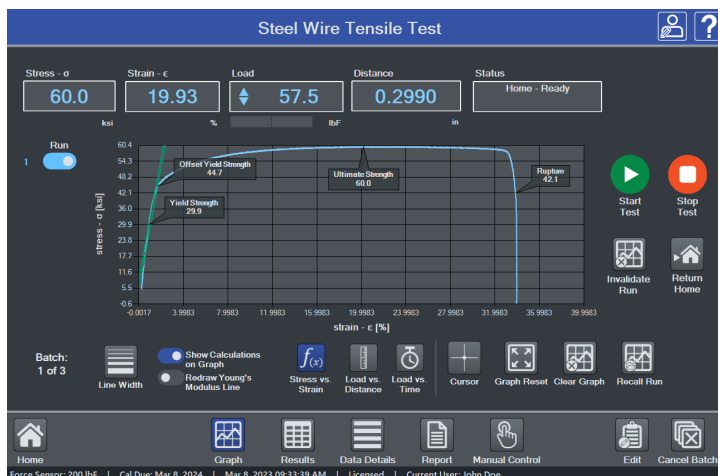 Steel Wire Tensile Test
?
Stress - σ
Strain - ϵ
Load
Distance
Status
60.0
19.93
57.5
0.2990
Home - Ready
ksi
%
lbF
in
Run
1
stress - σ [ksi]
60.4
54.3
48.2
42.1
36.0
29.9
23.8
17.7
11.6
5.5
-0.6
Offset Yield Strength
44.7
Yield Strength
29.9
Ultimate Strength
60.0
Rupture
42.1
-0.0017 3.9983 7.9983 11.9983 15.9983 19.9983 23.9983 27.9983 31.9983 35.9983 39.9983
strain - ϵ [%]
Start
Test
Stop
Test
Invalidate
Run
Return
Home
Batch:
1 of 3
Line Width
Show Calculations
on Graph
Redraw Young's
Modulus Line
f(x)
Stress vs.
Strain
Load vs.
Distance
Load vs.
Time
Cursor
Graph Reset
Clear Graph
Recall Run
Home
Graph
Results
Data Details
Report
Manual Control
Edit
Cancel Batch
Force Sensor: 200 lbF | Cal Due: Mar 8, 2024 | Mar 8, 2023 09:33:39 AM | Licensed | Current User: John Doe